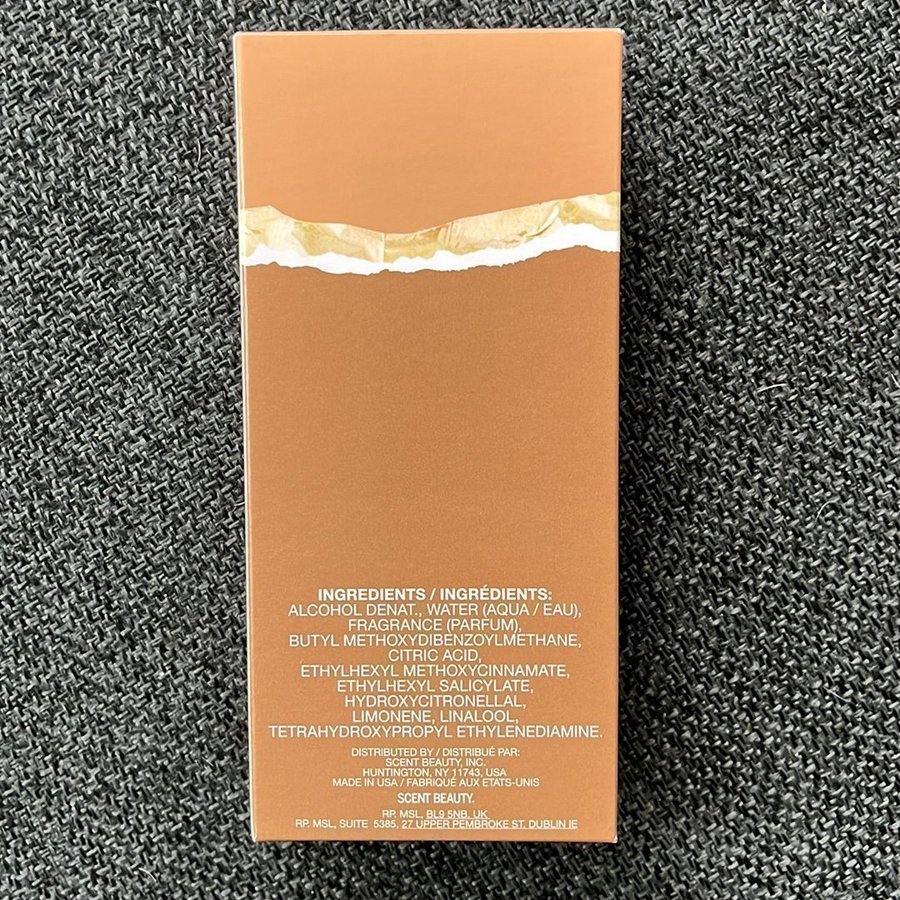 INGREDIENTS / INGRÉDIENTS:
ALCOHOL DENAT., WATER (AQUA / EAU),
FRAGRANCE (PARFUM),
BUTYL METHOXYDIBENZOYLMETHANE,
CITRIC ACID,
ETHYLHEXYL METHOXYCINNAMATE,
ETHYLHEXYL SALICYLATE,
HYDROXYCITRONELLAL,
LIMONENE, LINALOOL,
TETRAHYDROXYPROPYL ETHYLENEDIAMINE.
DISTRIBUTED BY / DISTRIBUÉ PAR:
SCENT BEAUTY, INC.
HUNTINGTON, NY 11743, USA
MADE IN USA / FABRIQUÉ AUX ETATS-UNIS
SCENT BEAUTY.
RP. MSL, BL9 5NB, UK
RP. MSL, SUITE 5385, 27 UPPER PEMBROKE ST. DUBLIN IE